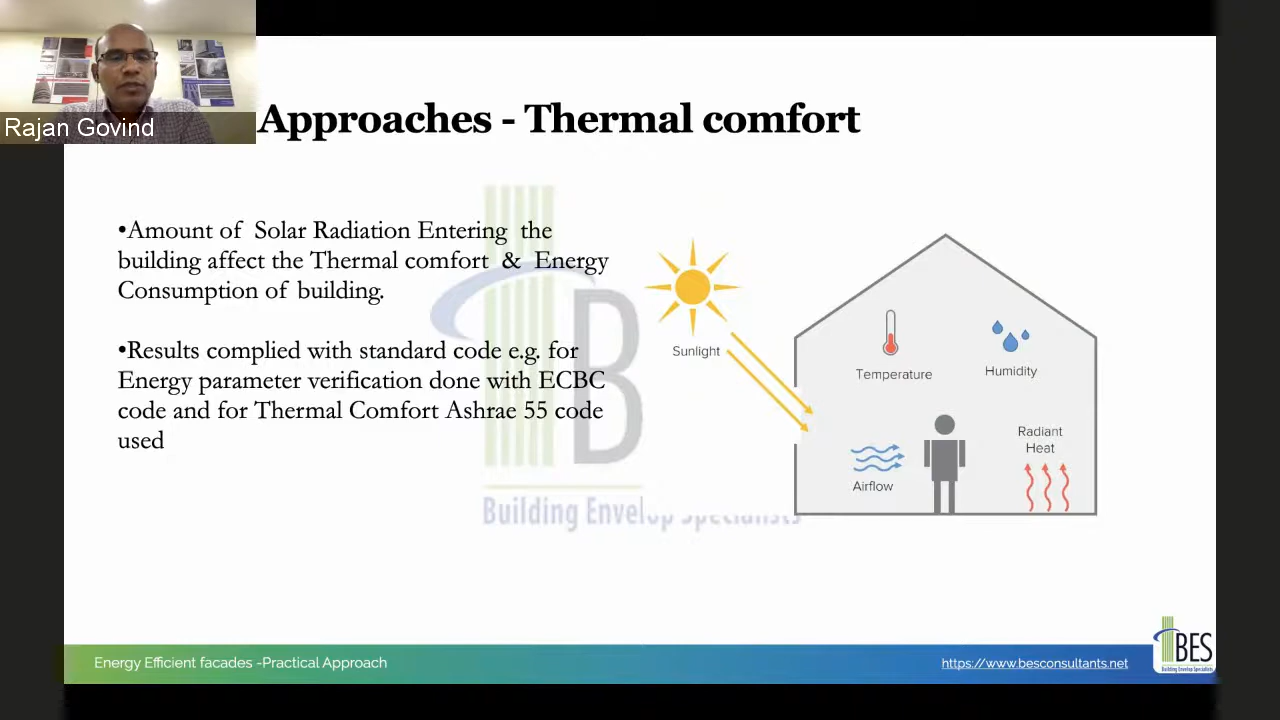 Rajan Govind
Approaches - Thermal comfort
•Amount of Solar Radiation Entering the
building affect the Thermal comfort & Energy
Consumption of building.
•Results complied with standard code e.g. for
Energy parameter verification done with ECBC
code and for Thermal Comfort Ashrae 55 code
used
Sunlight
Temperature
Humidity
Radiant
Heat
Airflow
B
Building Envelop Specialists
Energy Efficient facades -Practical Approach
https://www.besconsultants.net
BES
Building Envelop Specialists